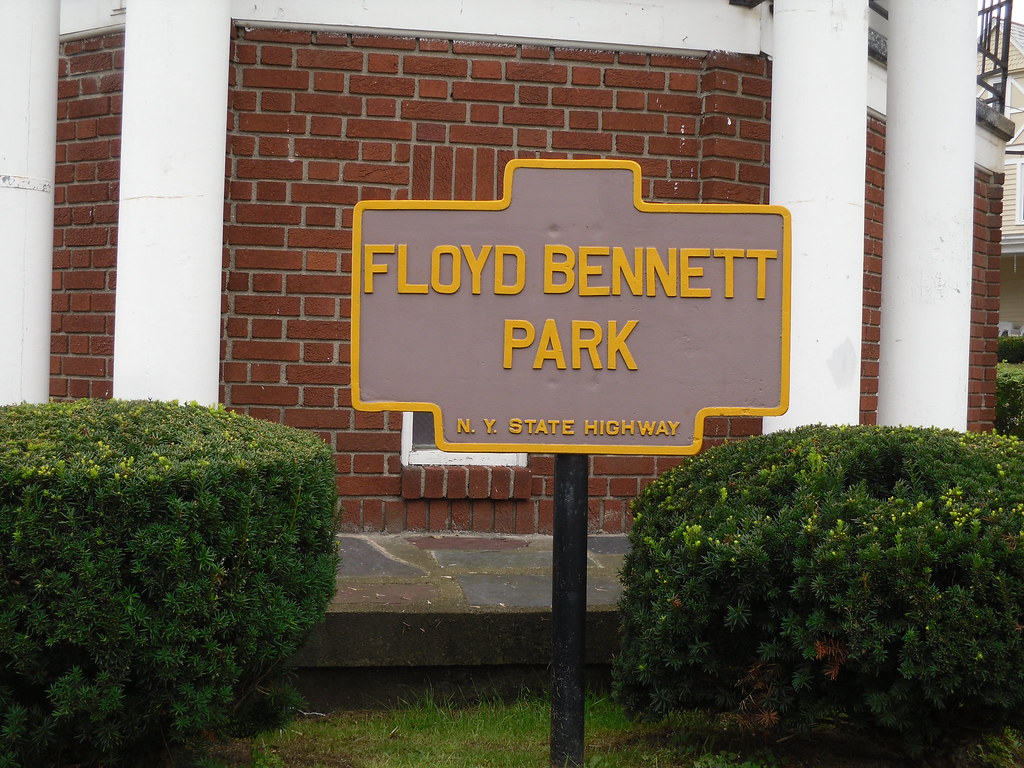 FLOYD BENNETT
PARK
N. Y. STATE HIGHWAY